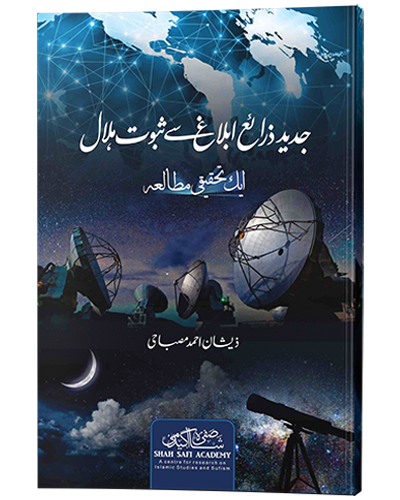 جدید ذرائع ابلاغ سے ثبوت ہلال
ایک تحقیقی مطالعہ
ذیشان احمد مصباحی
شاہ صفی اکیڈمی
SHAH SAFI ACADEMY
A centre for research on
Islamic Studies and Sufism